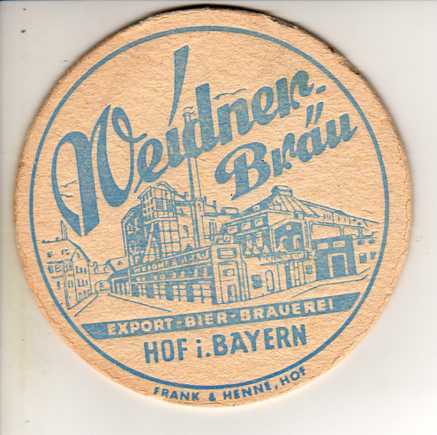 Weidner-
Bräu
EXPORT-BIER-BRAUEREI
HOF i. BAYERN
FRANK & HENNE, HOF